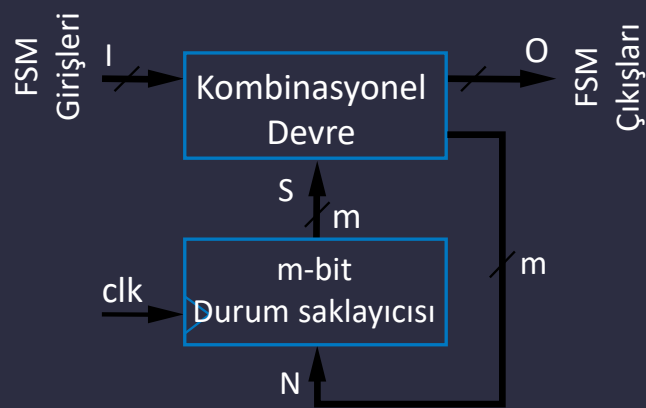 FSM
Girişleri
I
Kombinasyonel
Devre
O
FSM
Çıkışları
S
m
m
clk
m-bit
Durum saklayıcısı
N